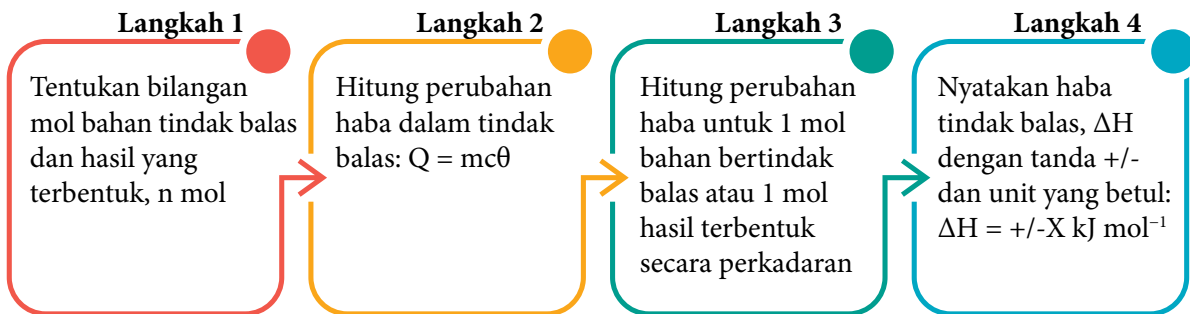 Langkah 1
Tentukan bilangan
mol bahan tindak balas
dan hasil yang
terbentuk, n mol
Langkah 2
Hitung perubahan
haba dalam tindak
balas: Q = mcθ
Langkah 3
Hitung perubahan
haba untuk 1 mol
bahan bertindak
balas atau 1 mol
hasil terbentuk
secara perkadaran
Langkah 4
Nyatakan haba
tindak balas, ΔH
dengan tanda +/-
dan unit yang betul:
ΔH = +/-X kJ mol⁻¹